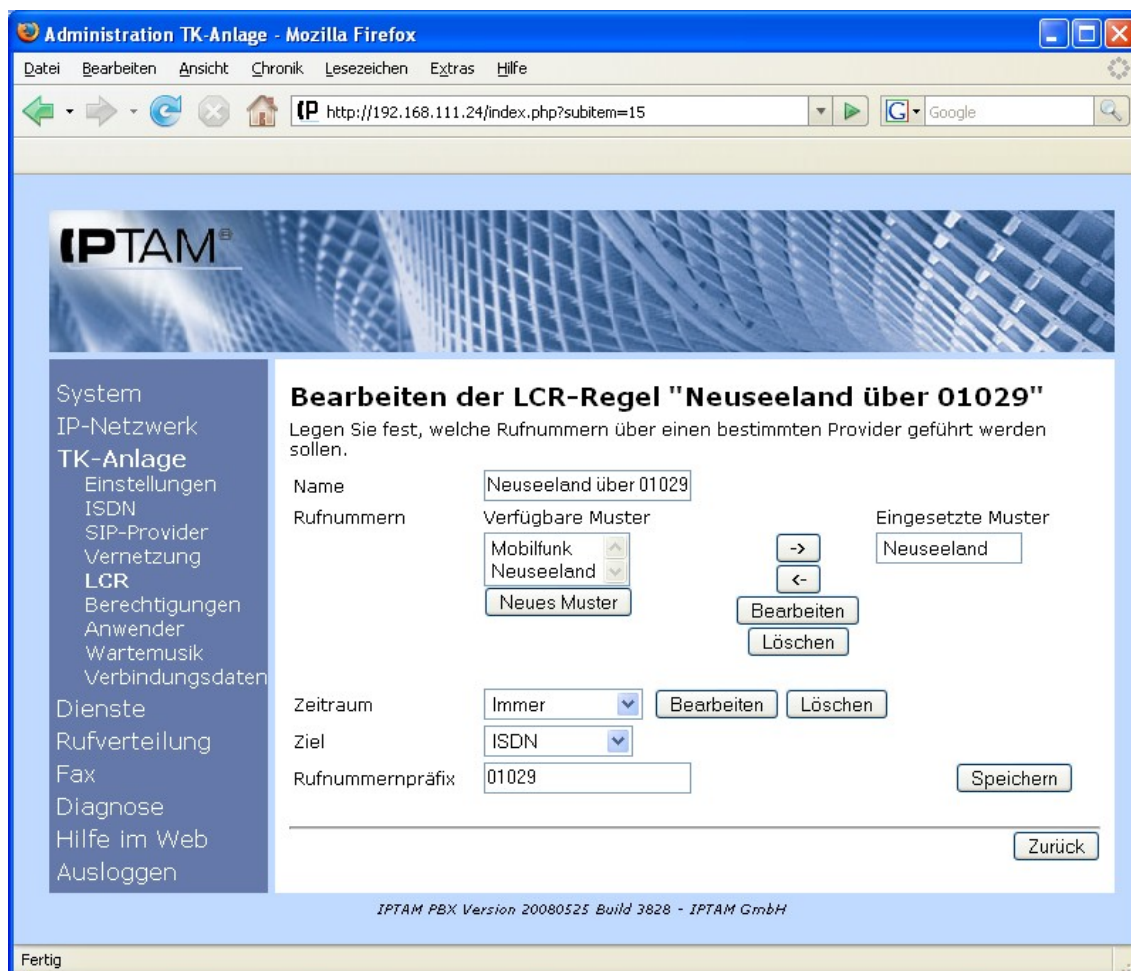 Administration TK-Anlage - Mozilla Firefox
Datei Bearbeiten Ansicht Chronik Lesezeichen Extras Hilfe
(P http://192.168.111.24/index.php?subitem=15 G Google
(PTAM®
System
IP-Netzwerk
TK-Anlage
Einstellungen
ISDN
SIP-Provider
Vernetzung
LCR
Berechtigungen
Anwender
Wartemusik
Verbindungsdaten
Dienste
Rufverteilung
Fax
Diagnose
Hilfe im Web
Ausloggen
Bearbeiten der LCR-Regel "Neuseeland über 01029"
Legen Sie fest, welche Rufnummern über einen bestimmten Provider geführt werden
sollen.
Name Neuseeland über 01029
Rufnummern Verfügbare Muster Eingesetzte Muster
Mobilfunk -> Neuseeland
Neuseeland <-
Neues Muster Bearbeiten
Löschen
Zeitraum Immer Bearbeiten Löschen
Ziel ISDN
Rufnummernpräfix 01029 Speichern
Zurück
IPTAM PBX Version 20080525 Build 3828 - IPTAM GmbH
Fertig